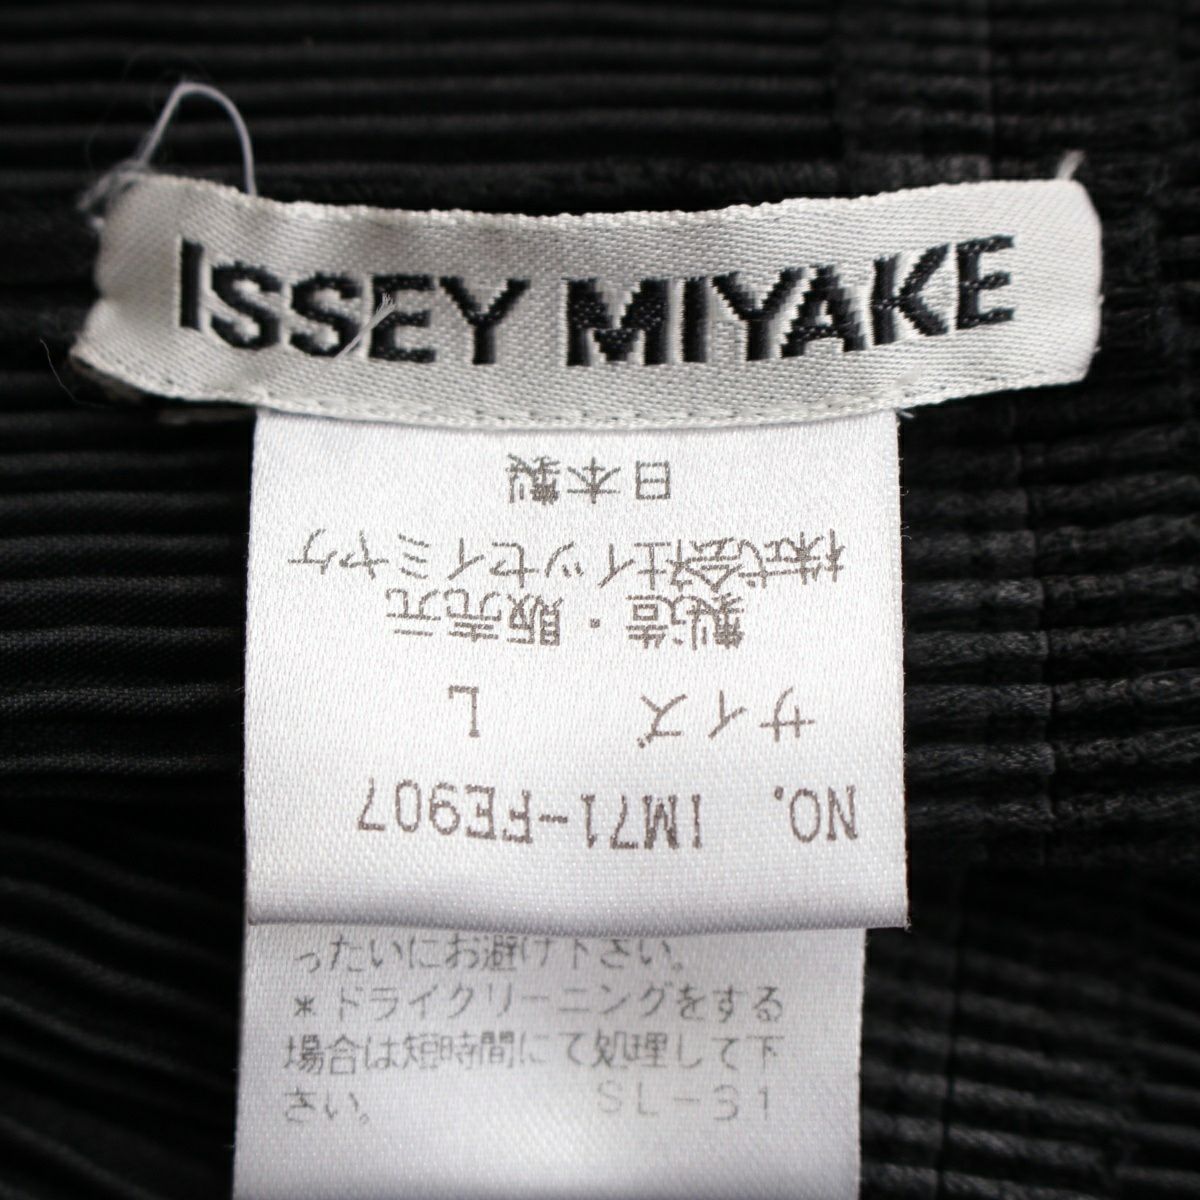 ISSEY MIYAKE
NO. IM71-FE907
サイズ L
製造・販売元
株式会社イッセイミヤケ
日本製
ったいにお避け下さい。
*ドライクリーニングをする
場合は短時間にて処理して下
さい。 SL-31